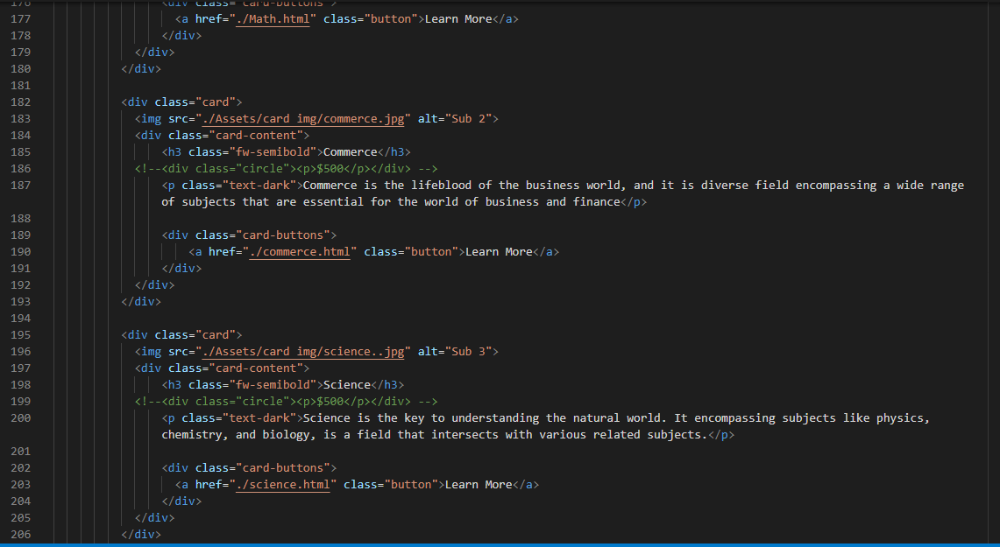 176 <div class="card-buttons">
177 <a href="./Math.html" class="button">Learn More</a>
178 </div>
179 </div>
180 </div>
181
182 <div class="card">
183 <img src="./Assets/card img/commerce.jpg" alt="Sub 2">
184 <div class="card-content">
185 <h3 class="fw-semibold">Commerce</h3>
186 <!--<div class="circle"><p>$500</p></div> -->
187 <p class="text-dark">Commerce is the lifeblood of the business world, and it is diverse field encompassing a wide range
of subjects that are essential for the world of business and finance</p>
188
189 <div class="card-buttons">
190 <a href="./commerce.html" class="button">Learn More</a>
191 </div>
192 </div>
193 </div>
194
195 <div class="card">
196 <img src="./Assets/card img/science..jpg" alt="Sub 3">
197 <div class="card-content">
198 <h3 class="fw-semibold">Science</h3>
199 <!--<div class="circle"><p>$500</p></div> -->
200 <p class="text-dark">Science is the key to understanding the natural world. It encompassing subjects like physics,
chemistry, and biology, is a field that intersects with various related subjects.</p>
201
202 <div class="card-buttons">
203 <a href="./science.html" class="button">Learn More</a>
204 </div>
205 </div>
206 </div>